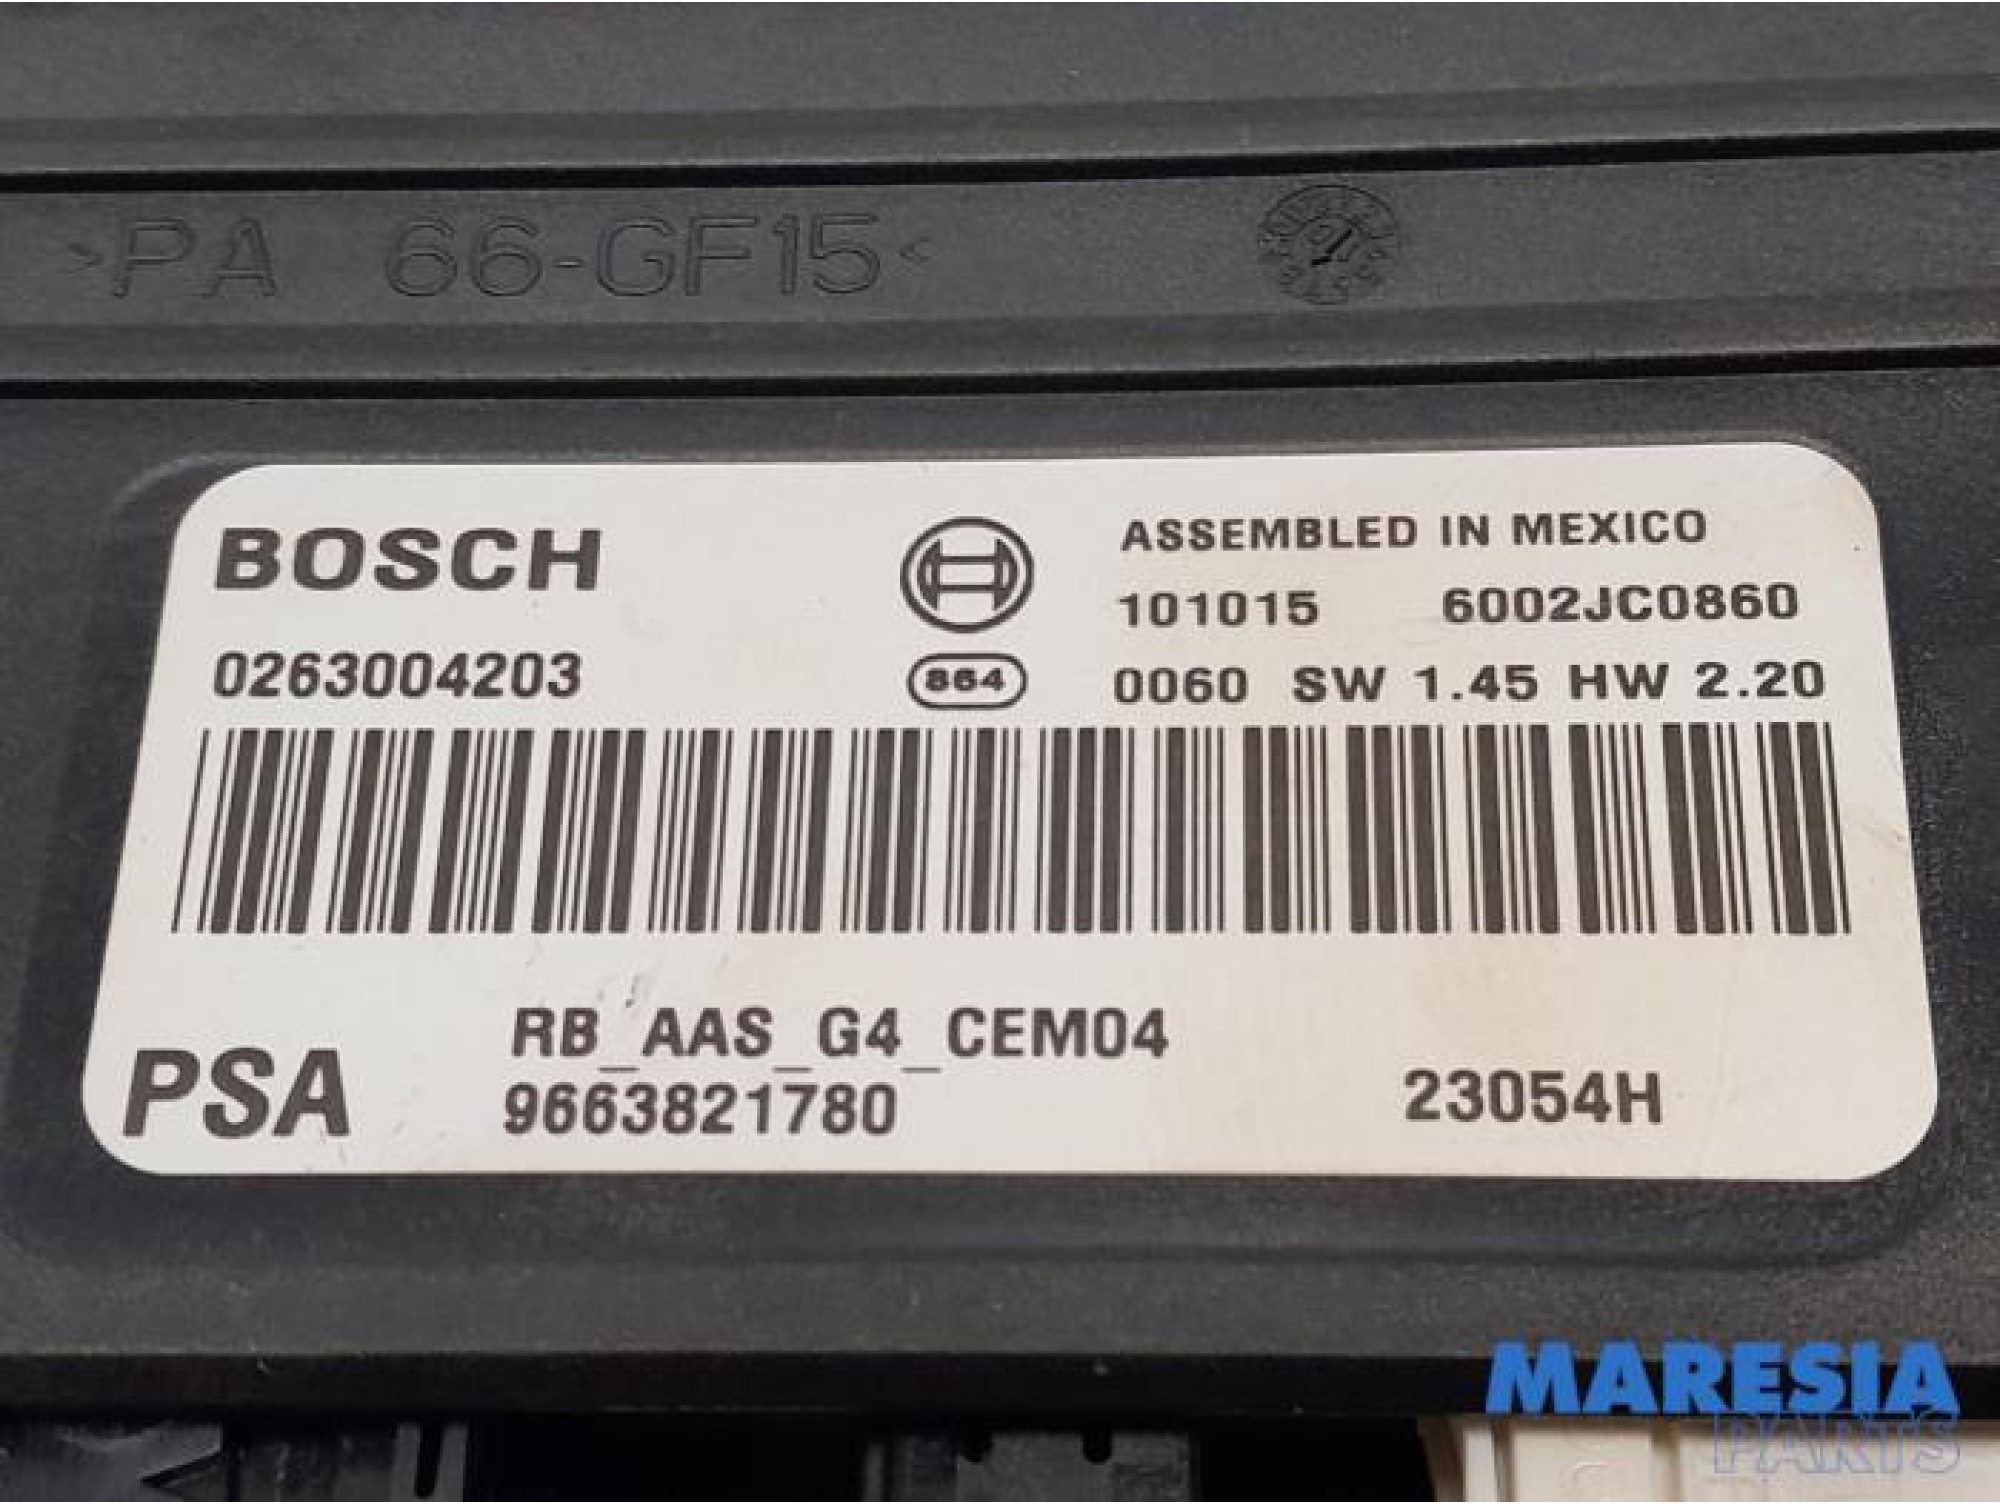 >PA 66-GF15<
BOSCH
ASSEMBLED IN MEXICO
101015 6002JC0860
0263004203
864
0060 SW 1.45 HW 2.20
RB_AAS_G4_CEM04
PSA
9663821780
23054H
MARESIA
PARTS